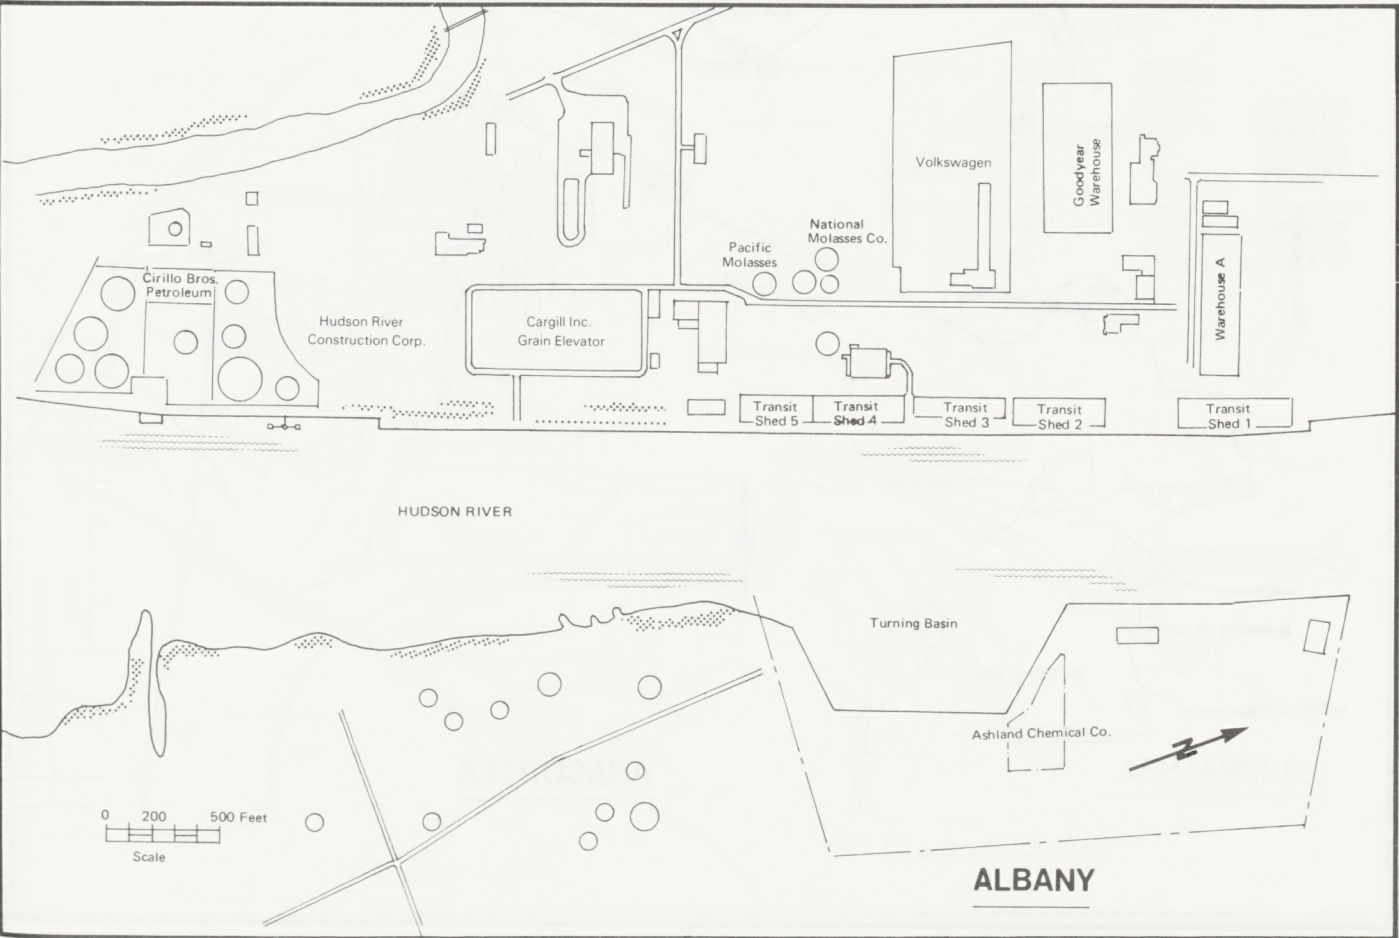 Volkswagen
Goodyear
Warehouse
National
Molasses Co.
Pacific
Molasses
Warehouse A
Cirillo Bros.
Petroleum
Hudson River
Construction Corp.
Cargill Inc.
Grain Elevator
Transit
Shed 5
Transit
Shed 4
Transit
Shed 3
Transit
Shed 2
Transit
Shed 1
HUDSON RIVER
Turning Basin
Ashland Chemical Co.
N
0 200 500 Feet
Scale
ALBANY